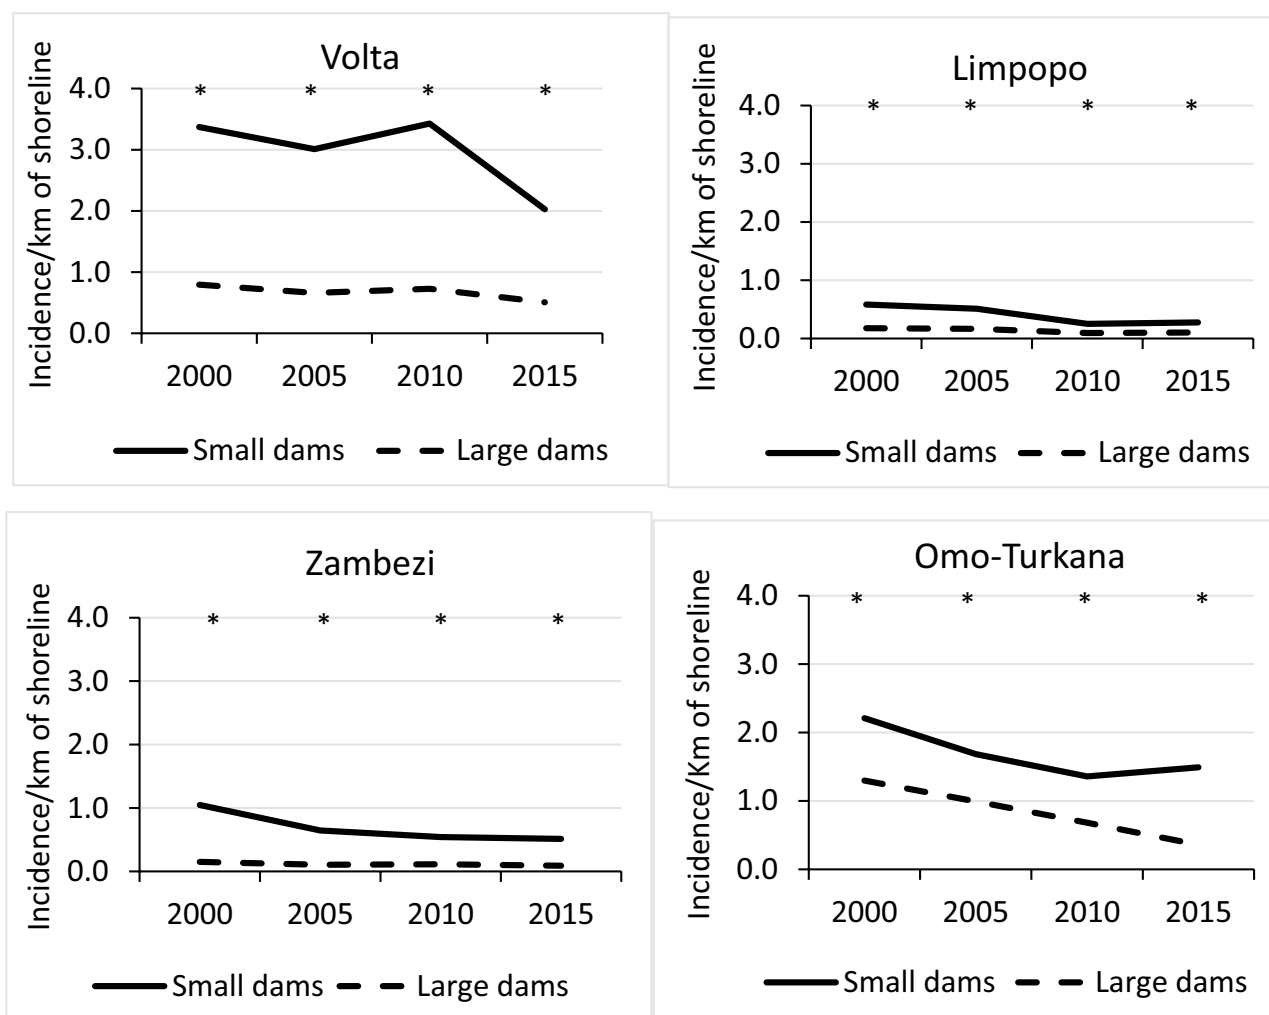 Volta
Incidence/km of shoreline
4.0
3.0
2.0
1.0
0.0
* * * *
2000 2005 2010 2015
Small dams Large dams
Limpopo
Incidence/km of shoreline
4.0
3.0
2.0
1.0
0.0
* * * *
2000 2005 2010 2015
Small dams Large dams
Zambezi
Incidence/km of shoreline
4.0
3.0
2.0
1.0
0.0
* * * *
2000 2005 2010 2015
Small dams Large dams
Omo-Turkana
Incidence/Km of shoreline
4.0
3.0
2.0
1.0
0.0
* * * *
2000 2005 2010 2015
Small dams Large dams